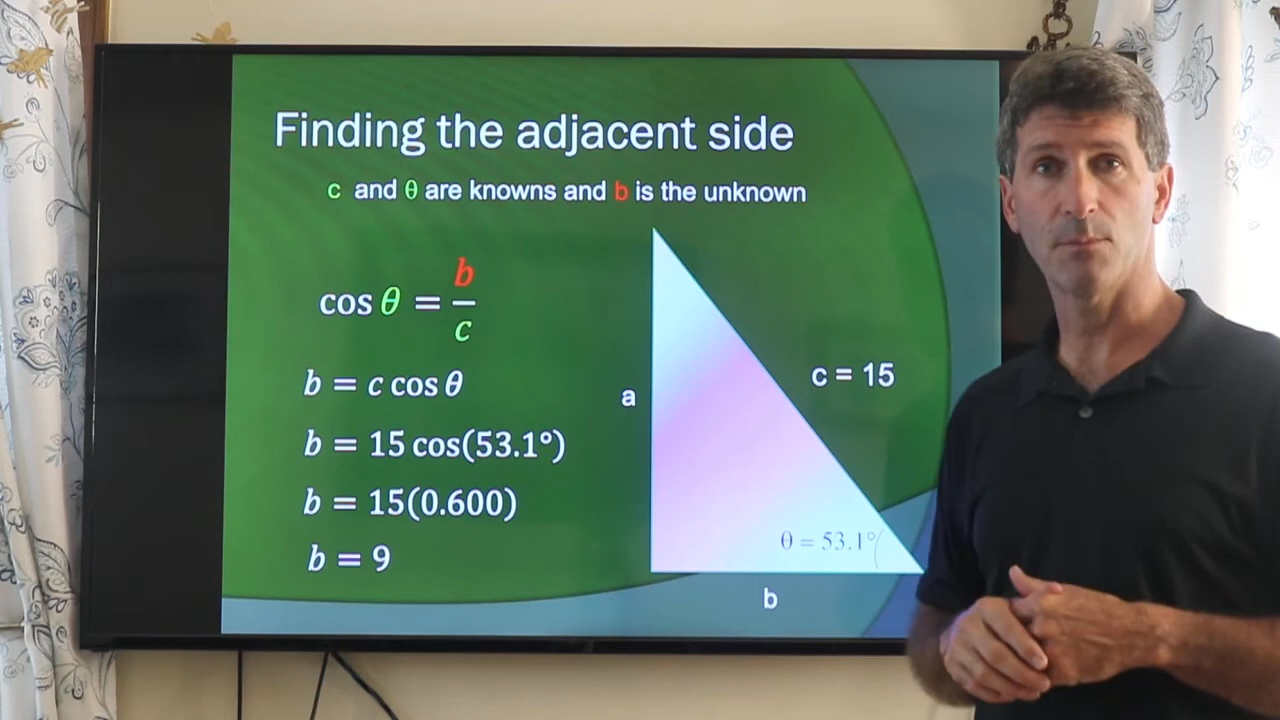 Finding the adjacent side
c and θ are knowns and b is the unknown
cos θ = b/c
b = c cos θ
b = 15 cos(53.1°)
b = 15(0.600)
b = 9
a
c = 15
θ = 53.1°
b